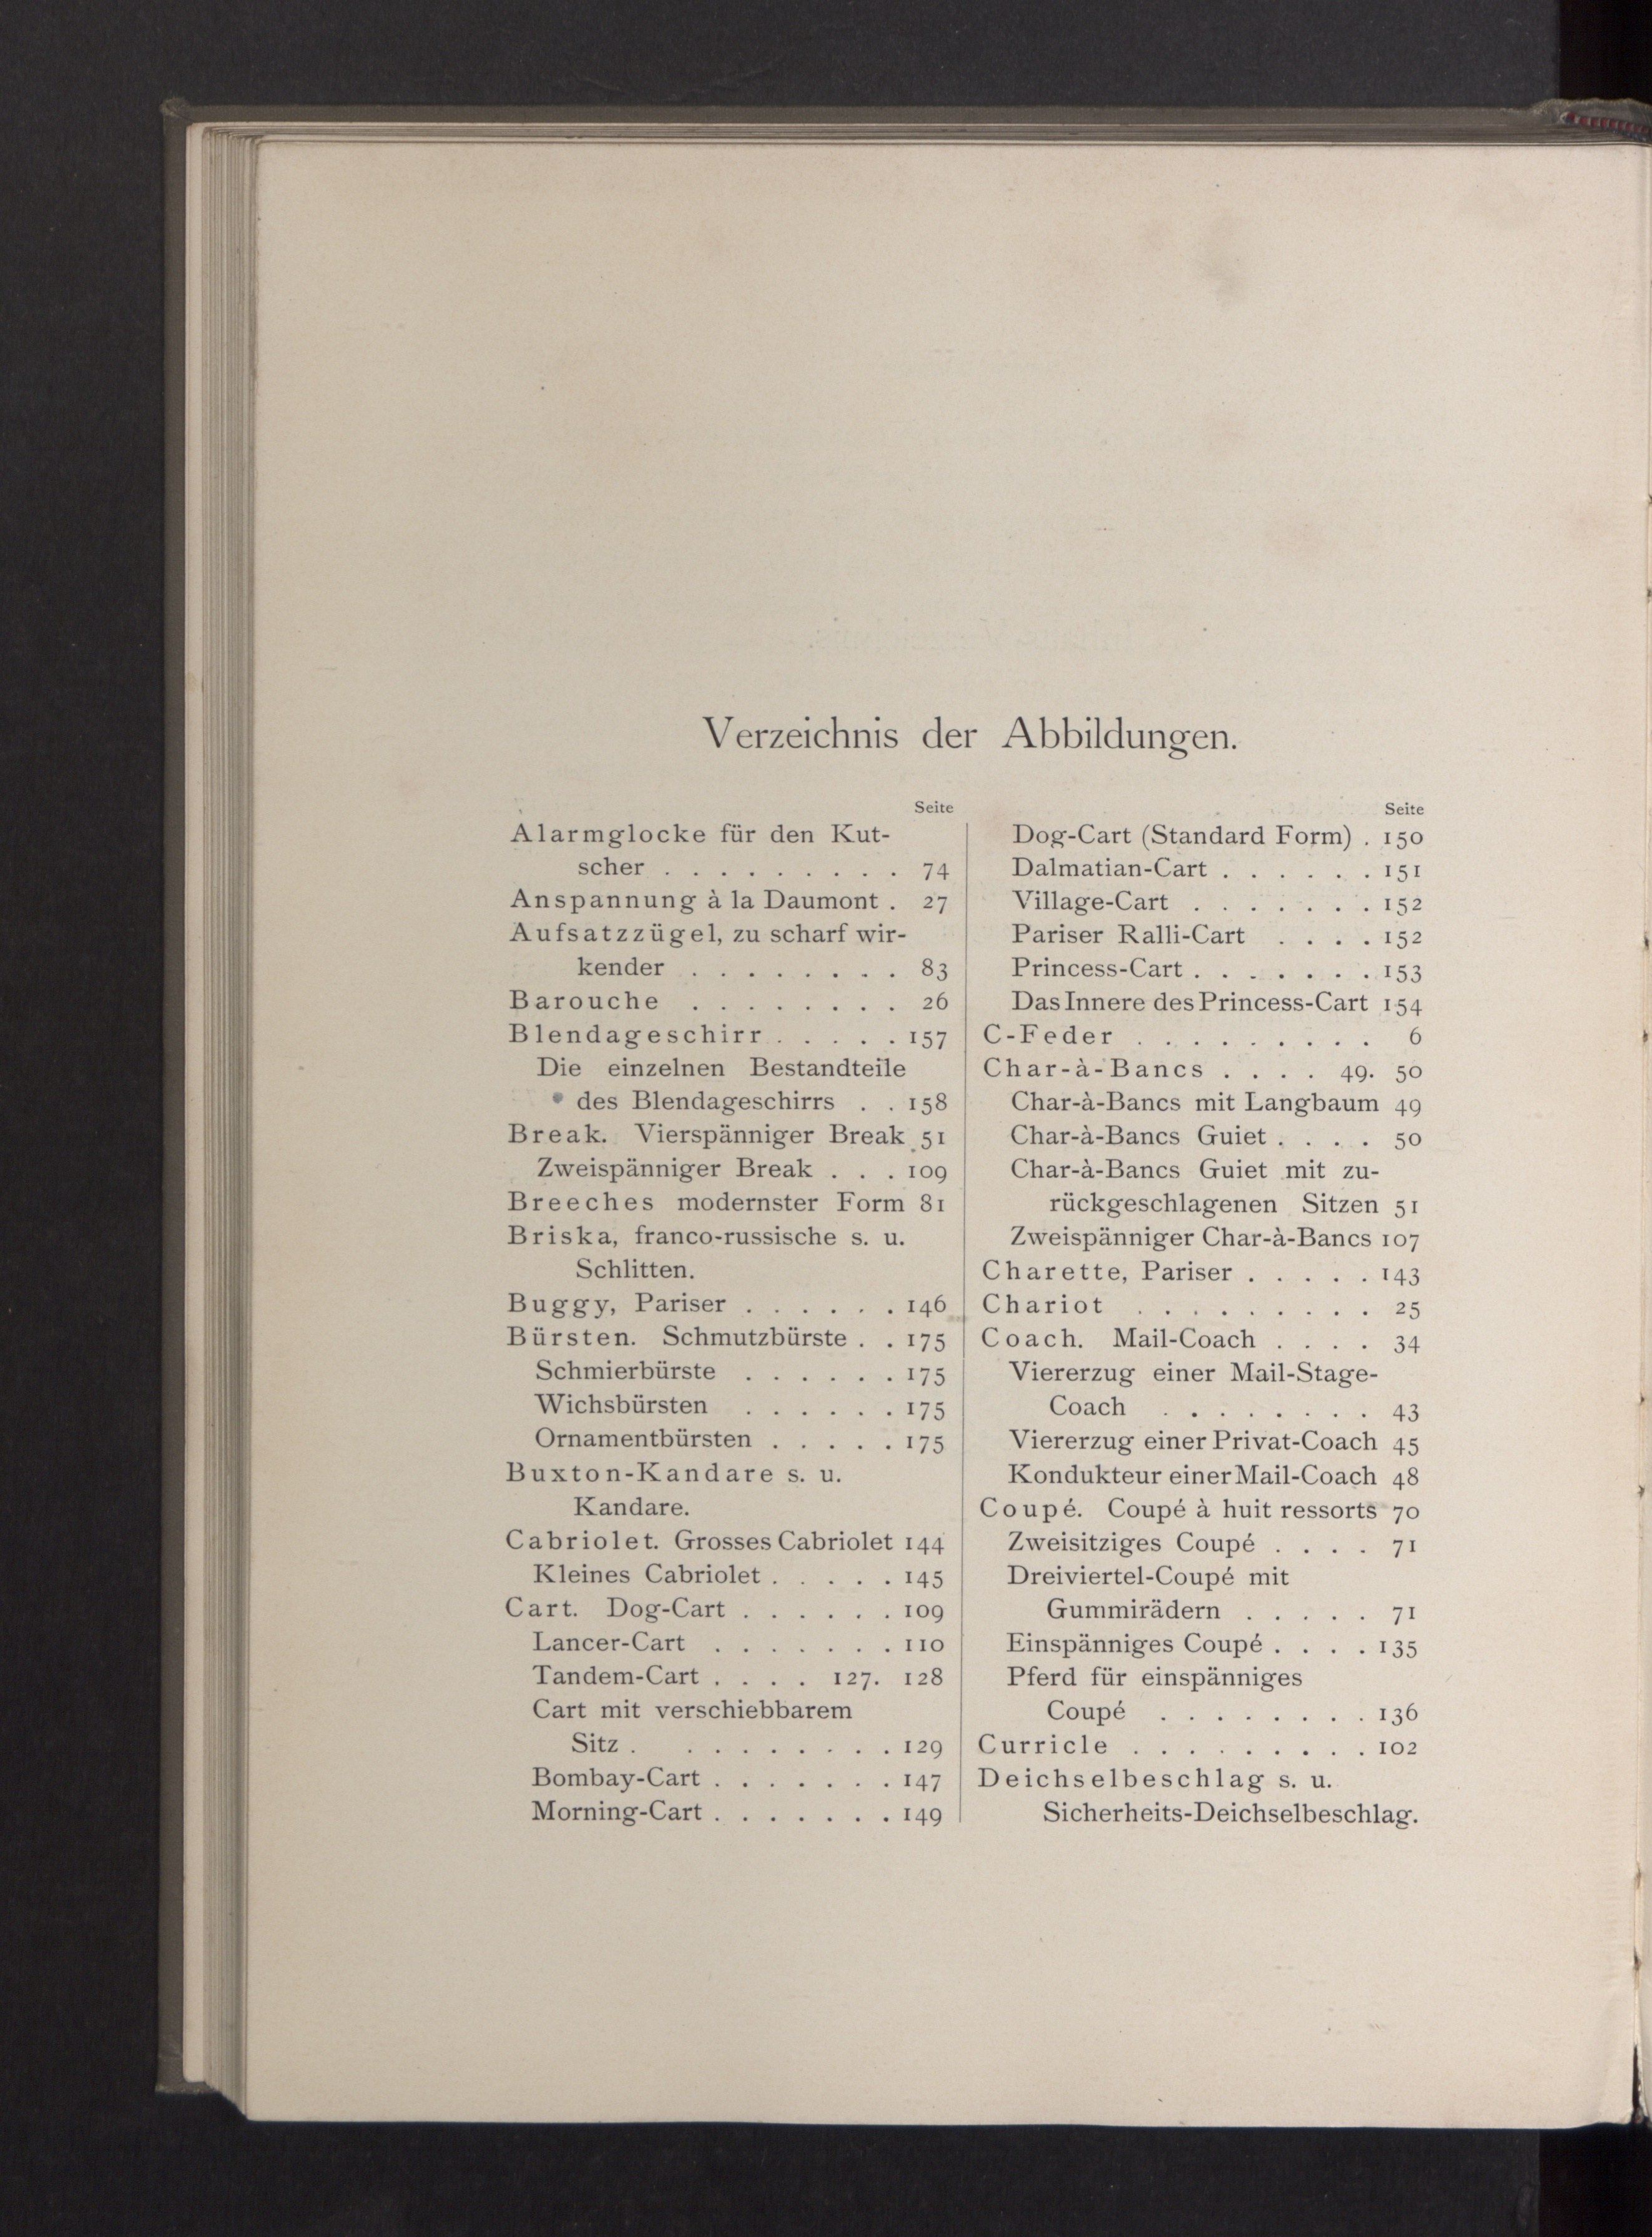 Verzeichnis der Abbildungen.
Seite
Alarmglocke für den Kut-
scher . . . . . . . . . 74
Anspannung à la Daumont . 27
Aufsatzzügel, zu scharf wir-
kender . . . . . . . . 83
Barouche . . . . . . . . 26
Blendageschirr . . . . . 157
Die einzelnen Bestandteile
des Blendageschirrs . . 158
Break. Vierspänniger Break 51
Zweispänniger Break . . . 109
Breeches modernster Form 81
Briska, franco-russische s. u.
Schlitten.
Buggy, Pariser . . . . . . 146
Bürsten. Schmutzbürste . . 175
Schmierbürste . . . . . . 175
Wichsbürsten . . . . . . 175
Ornamentbürsten . . . . . 175
Buxton-Kandare s. u.
Kandare.
Cabriolet. Grosses Cabriolet 144
Kleines Cabriolet . . . . . 145
Cart. Dog-Cart . . . . . . 109
Lancer-Cart . . . . . . . 110
Tandem-Cart . . . . 127. 128
Cart mit verschiebbarem
Sitz . . . . . . . . . 129
Bombay-Cart . . . . . . . 147
Morning-Cart . . . . . . . 149
Seite
Dog-Cart (Standard Form) . 150
Dalmatian-Cart . . . . . . 151
Village-Cart . . . . . . . 152
Pariser Ralli-Cart . . . . 152
Princess-Cart . . . . . . . 153
Das Innere des Princess-Cart 154
C-Feder . . . . . . . . . 6
Char-à-Bancs . . . . 49. 50
Char-à-Bancs mit Langbaum 49
Char-à-Bancs Guiet . . . . 50
Char-à-Bancs Guiet mit zu-
rückgeschlagenen Sitzen 51
Zweispänniger Char-à-Bancs 107
Charette, Pariser . . . . . 143
Chariot . . . . . . . . . 25
Coach. Mail-Coach . . . . 34
Viererzug einer Mail-Stage-
Coach . . . . . . . . 43
Viererzug einer Privat-Coach 45
Kondukteur einer Mail-Coach 48
Coupé. Coupé à huit ressorts 70
Zweisitziges Coupé . . . . 71
Dreiviertel-Coupé mit
Gummirädern . . . . . 71
Einspänniges Coupé . . . . 135
Pferd für einspänniges
Coupé . . . . . . . . 136
Curricle . . . . . . . . . 102
Deichselbeschlag s. u.
Sicherheits-Deichselbeschlag.